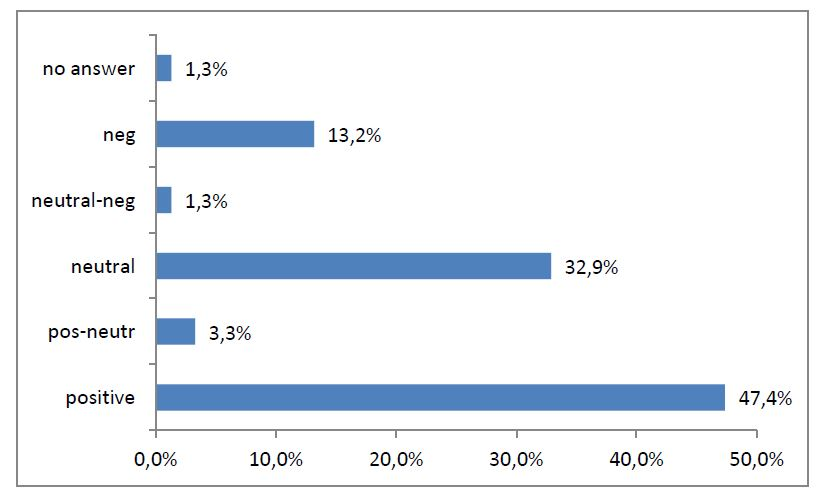 no answer 1,3%
neg 13,2%
neutral-neg 1,3%
neutral 32,9%
pos-neutr 3,3%
positive 47,4%
0,0% 10,0% 20,0% 30,0% 40,0% 50,0%